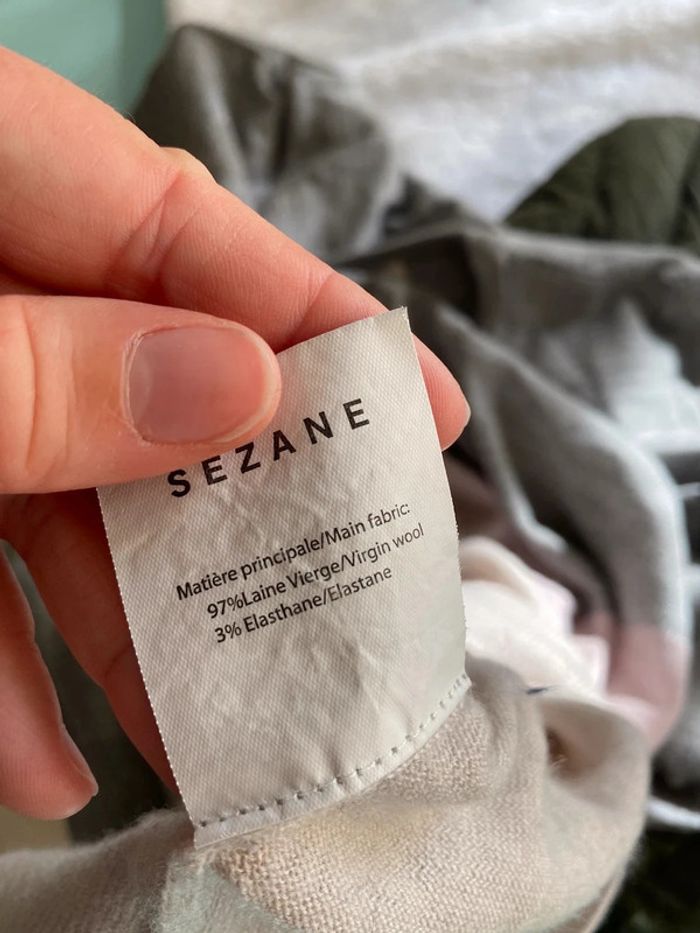 SEZANE
Matière principale/Main fabric:
97%Laine Vierge/Virgin wool
3% Elasthane/Elastane